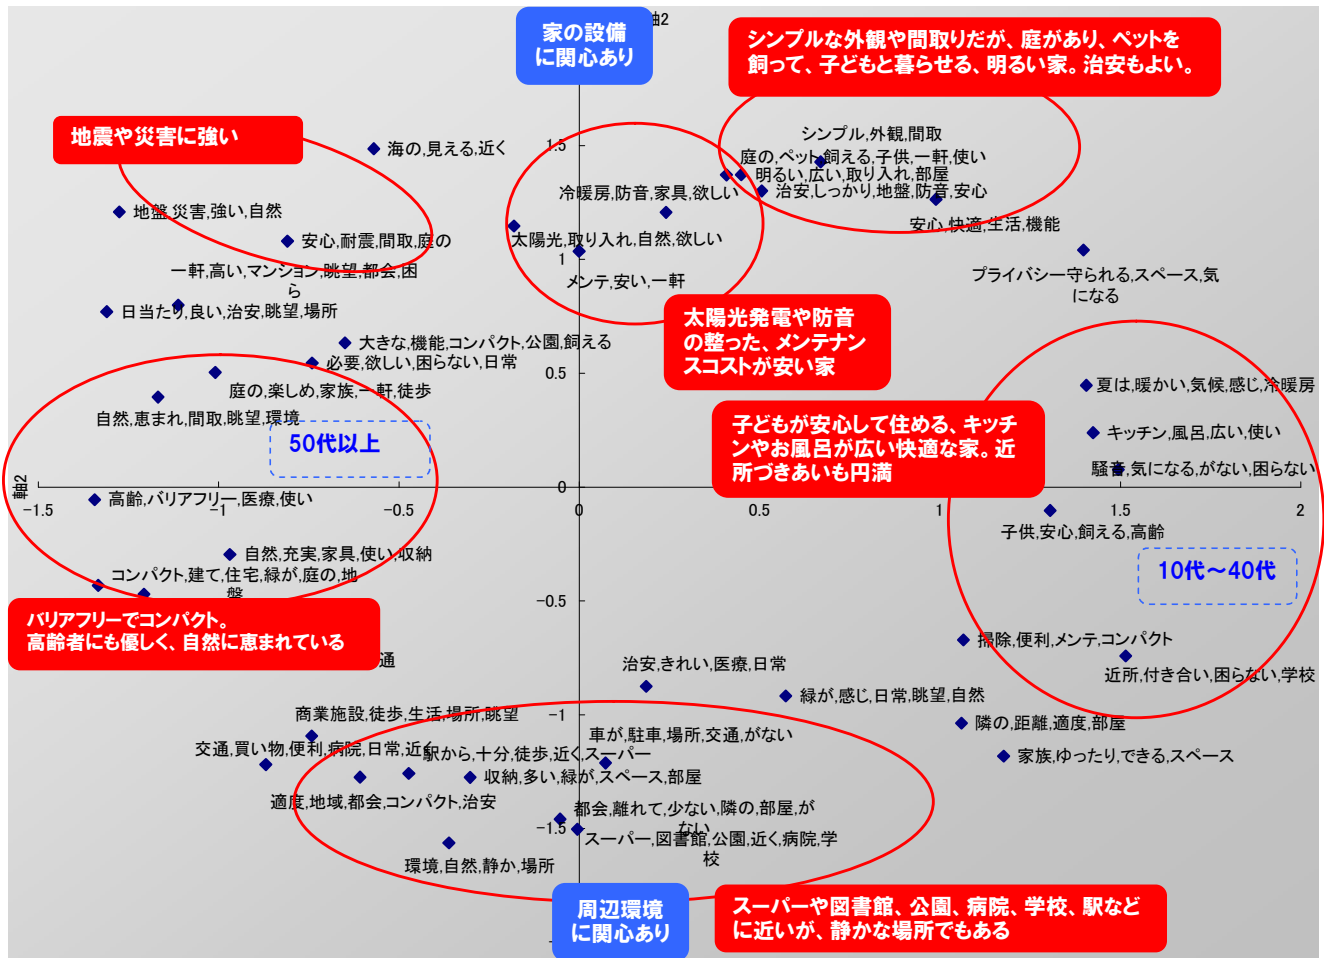 家の設備
に関心あり
軸2
シンプルな外観や間取りだが、庭があり、ペットを
飼って、子どもと暮らせる、明るい家。治安もよい。
地震や災害に強い
海の,見える,近く
1.5
シンプル,外観,間取
庭の,ペット,飼える,子供,一軒,使い
明るい,広い,取り入れ,部屋
治安,しっかり,地盤,防音,安心
冷暖房,防音,家具,欲しい
安心,快適,生活,機能
地盤,災害,強い,自然
安心,耐震,間取,庭の
太陽光,取り入れ,自然,欲しい
1
メンテ,安い,一軒
プライバシー守られる,スペース,気
になる
一軒,高い,マンション,眺望,都会,困
ら
日当たり,良い,治安,眺望,場所
太陽光発電や防音
の整った、メンテナン
スコストが安い家
大きな,機能,コンパクト,公園,飼える
必要,欲しい,困らない,日常
0.5
庭の,楽しめ,家族,一軒,徒歩
自然,恵まれ,間取,眺望,環境
夏は,暖かい,気候,感じ,冷暖房
50代以上
子どもが安心して住める、キッチ
ンやお風呂が広い快適な家。近
所づきあいも円満
キッチン,風呂,広い,使い
騒音,気になる,がない,困らない
軸2
0
-1.5
-1
-0.5
0
0.5
1
1.5
2
高齢,バリアフリー,医療,使い
子供,安心,飼える,高齢
自然,充実,家具,使い,収納
コンパクト,建て,住宅,緑が,庭の,地
盤
10代～40代
-0.5
バリアフリーでコンパクト。
高齢者にも優しく、自然に恵まれている
通
掃除,便利,メンテ,コンパクト
近所,付き合い,困らない,学校
治安,きれい,医療,日常
緑が,感じ,日常,眺望,自然
-1
商業施設,徒歩,生活,場所,眺望
車が,駐車,場所,交通,がない
隣の,距離,適度,部屋
交通,買い物,便利,病院,日常,近く
駅から,十分,徒歩,近く,スーパー
家族,ゆったり,できる,スペース
収納,多い,緑が,スペース,部屋
適度,地域,都会,コンパクト,治安
都会,離れて,少ない,隣の,部屋,が
ない
-1.5
スーパー,図書館,公園,近く,病院,学
校
環境,自然,静か,場所
周辺環境
に関心あり
スーパーや図書館、公園、病院、学校、駅など
に近いが、静かな場所でもある